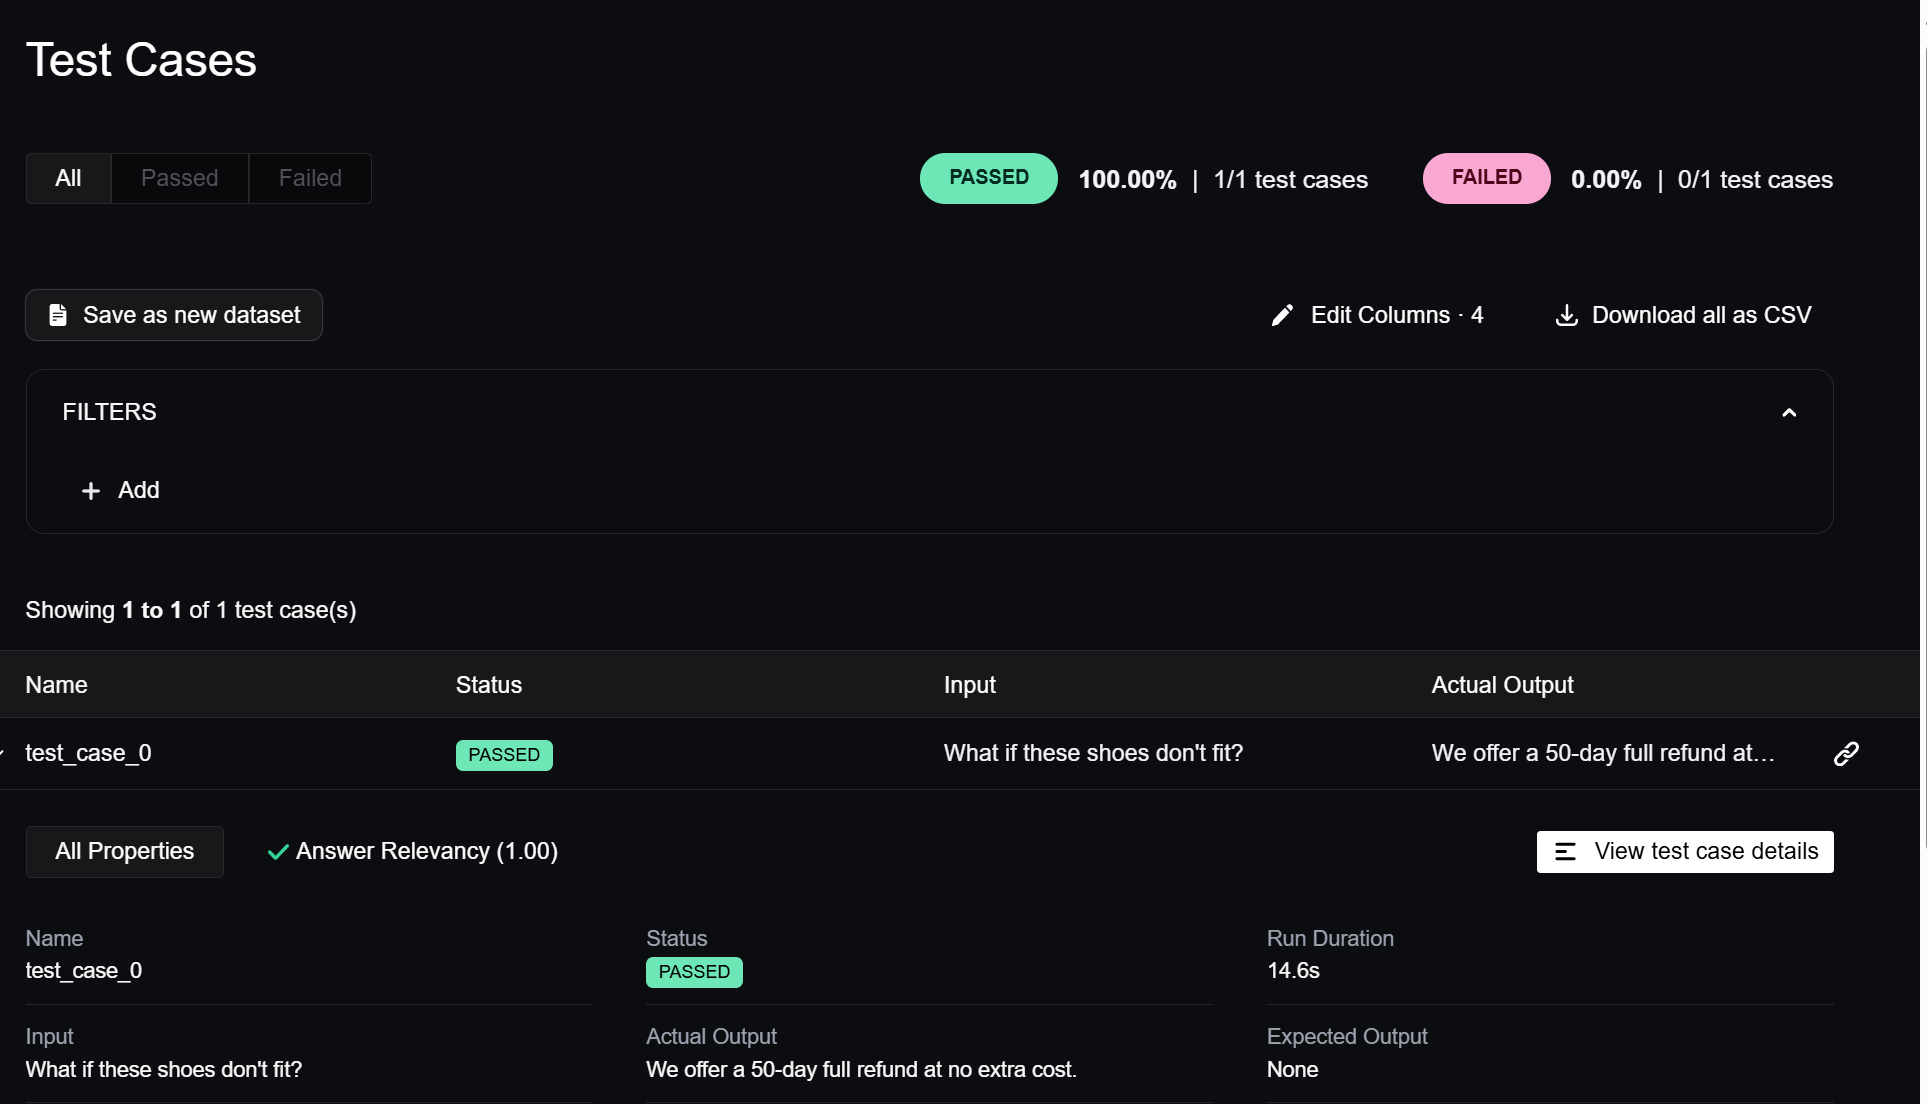 Test Cases
All Passed Failed PASSED 100.00% | 1/1 test cases FAILED 0.00% | 0/1 test cases
Save as new dataset Edit Columns · 4 Download all as CSV
FILTERS
+ Add
Showing 1 to 1 of 1 test case(s)
Name Status Input Actual Output
test_case_0 PASSED What if these shoes don't fit? We offer a 50-day full refund at…
All Properties Answer Relevancy (1.00) View test case details
Name Status Run Duration
test_case_0 PASSED 14.6s
Input Actual Output Expected Output
What if these shoes don't fit? We offer a 50-day full refund at no extra cost. None